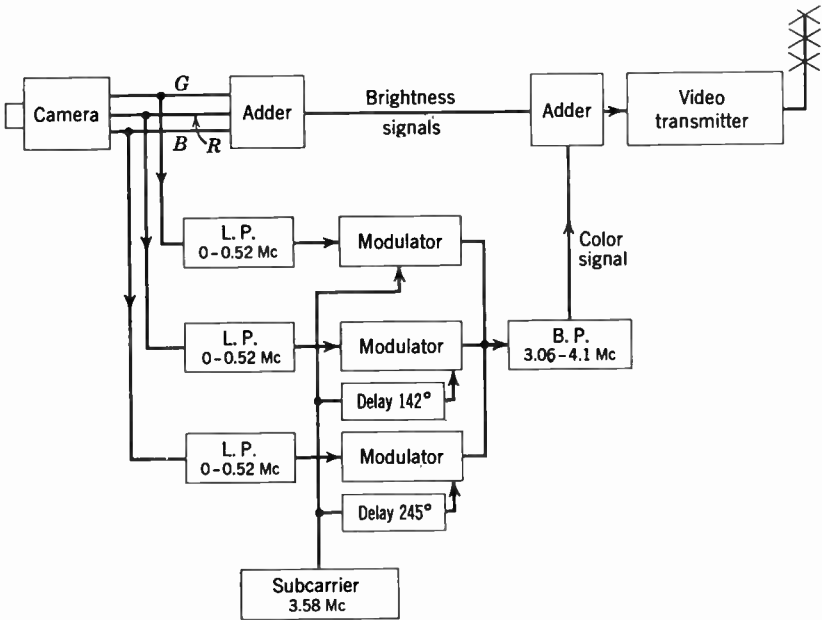 Camera
G
R
B
Adder
Brightness
signals
Adder
Video
transmitter
L. P.
0-0.52 Mc
Modulator
Color
signal
L. P.
0-0.52 Mc
Modulator
B. P.
3.06-4.1 Mc
Delay 142°
L. P.
0-0.52 Mc
Modulator
Delay 245°
Subcarrier
3.58 Mc